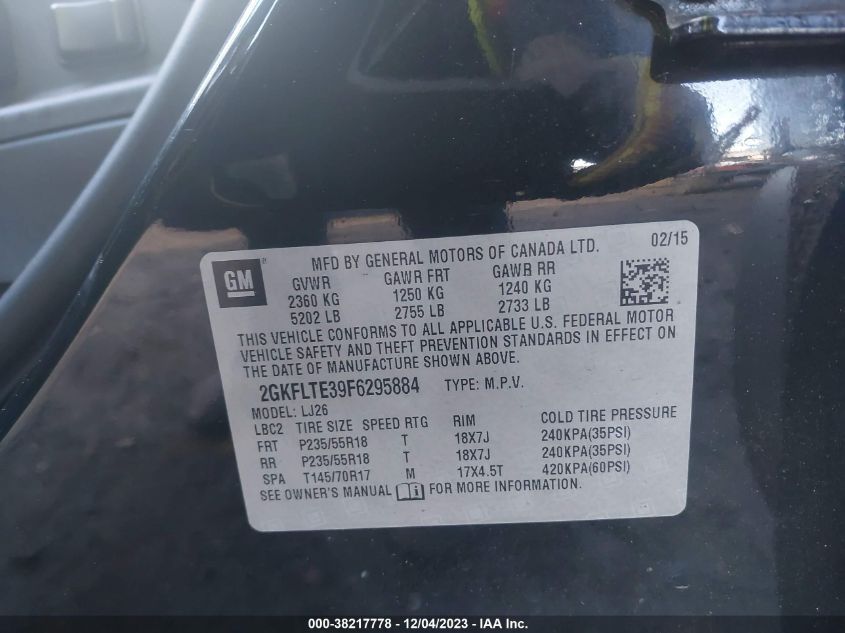 GM
MFD BY GENERAL MOTORS OF CANADA LTD. 02/15
GVWR GAWR FRT GAWR RR
2360 KG 1250 KG 1240 KG
5202 LB 2755 LB 2733 LB
THIS VEHICLE CONFORMS TO ALL APPLICABLE U.S. FEDERAL MOTOR
VEHICLE SAFETY AND THEFT PREVENTION STANDARDS IN EFFECT ON
THE DATE OF MANUFACTURE SHOWN ABOVE.
2GKFLTE39F6295884 TYPE: M.P.V.
MODEL: LJ26
LBC2 TIRE SIZE SPEED RTG RIM COLD TIRE PRESSURE
FRT P235/55R18 T 18X7J 240KPA(35PSI)
RR P235/55R18 T 18X7J 240KPA(35PSI)
SPA T145/70R17 M 17X4.5T 420KPA(60PSI)
SEE OWNER'S MANUAL FOR MORE INFORMATION.
000-38217778 - 12/04/2023 - IAA Inc.